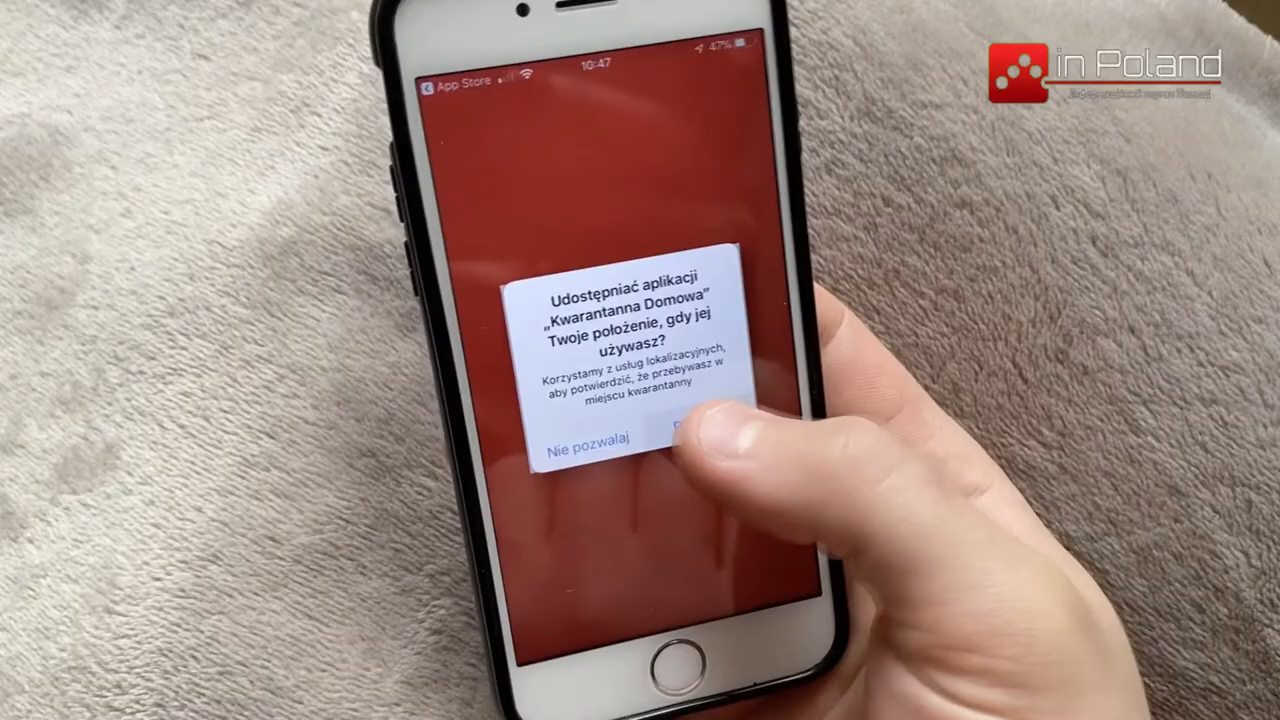 in Poland
App Store
10:47
47%
Udostępniać aplikacji
„Kwarantanna Domowa”
Twoje położenie, gdy jej
używasz?
Korzystamy z usług lokalizacyjnych,
aby potwierdzić, że przebywasz w
miejscu kwarantanny
Nie pozwalaj